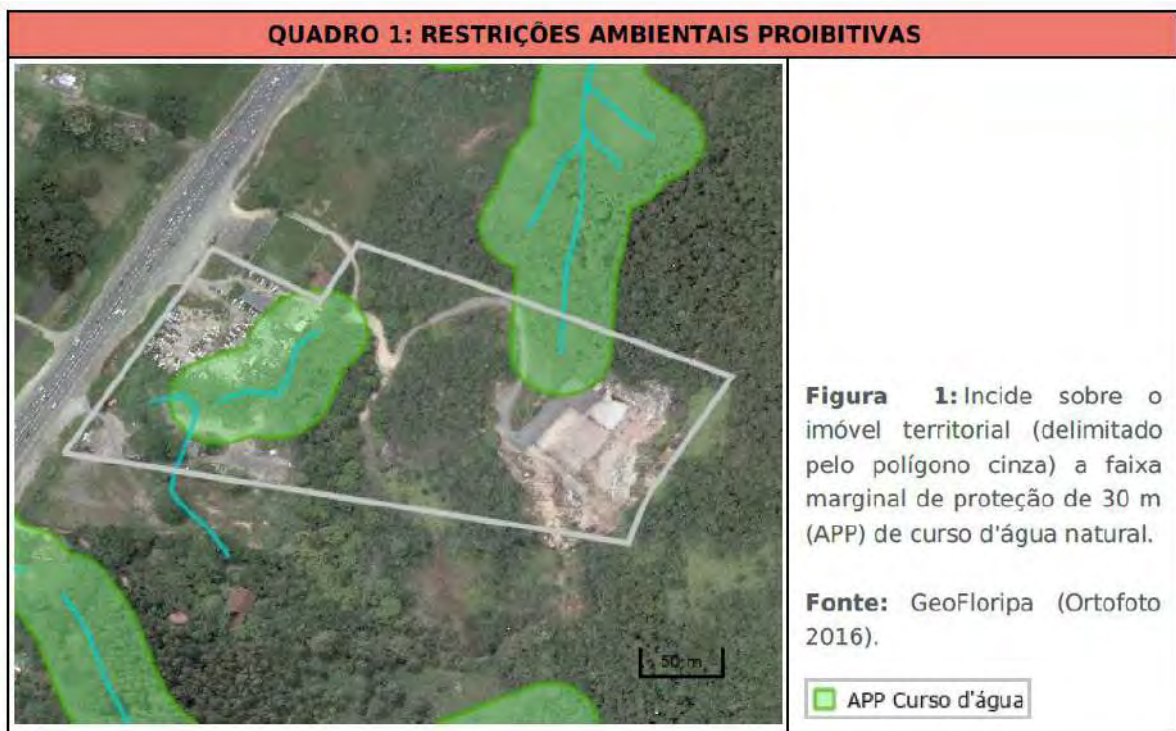 QUADRO 1: RESTRIÇÕES AMBIENTAIS PROIBITIVAS
50 m
Figura 1: Incide sobre o
imóvel territorial (delimitado
pelo polígono cinza) a faixa
marginal de proteção de 30 m
(APP) de curso d'água natural.
Fonte: GeoFloripa (Ortofoto
2016).
APP Curso d'água